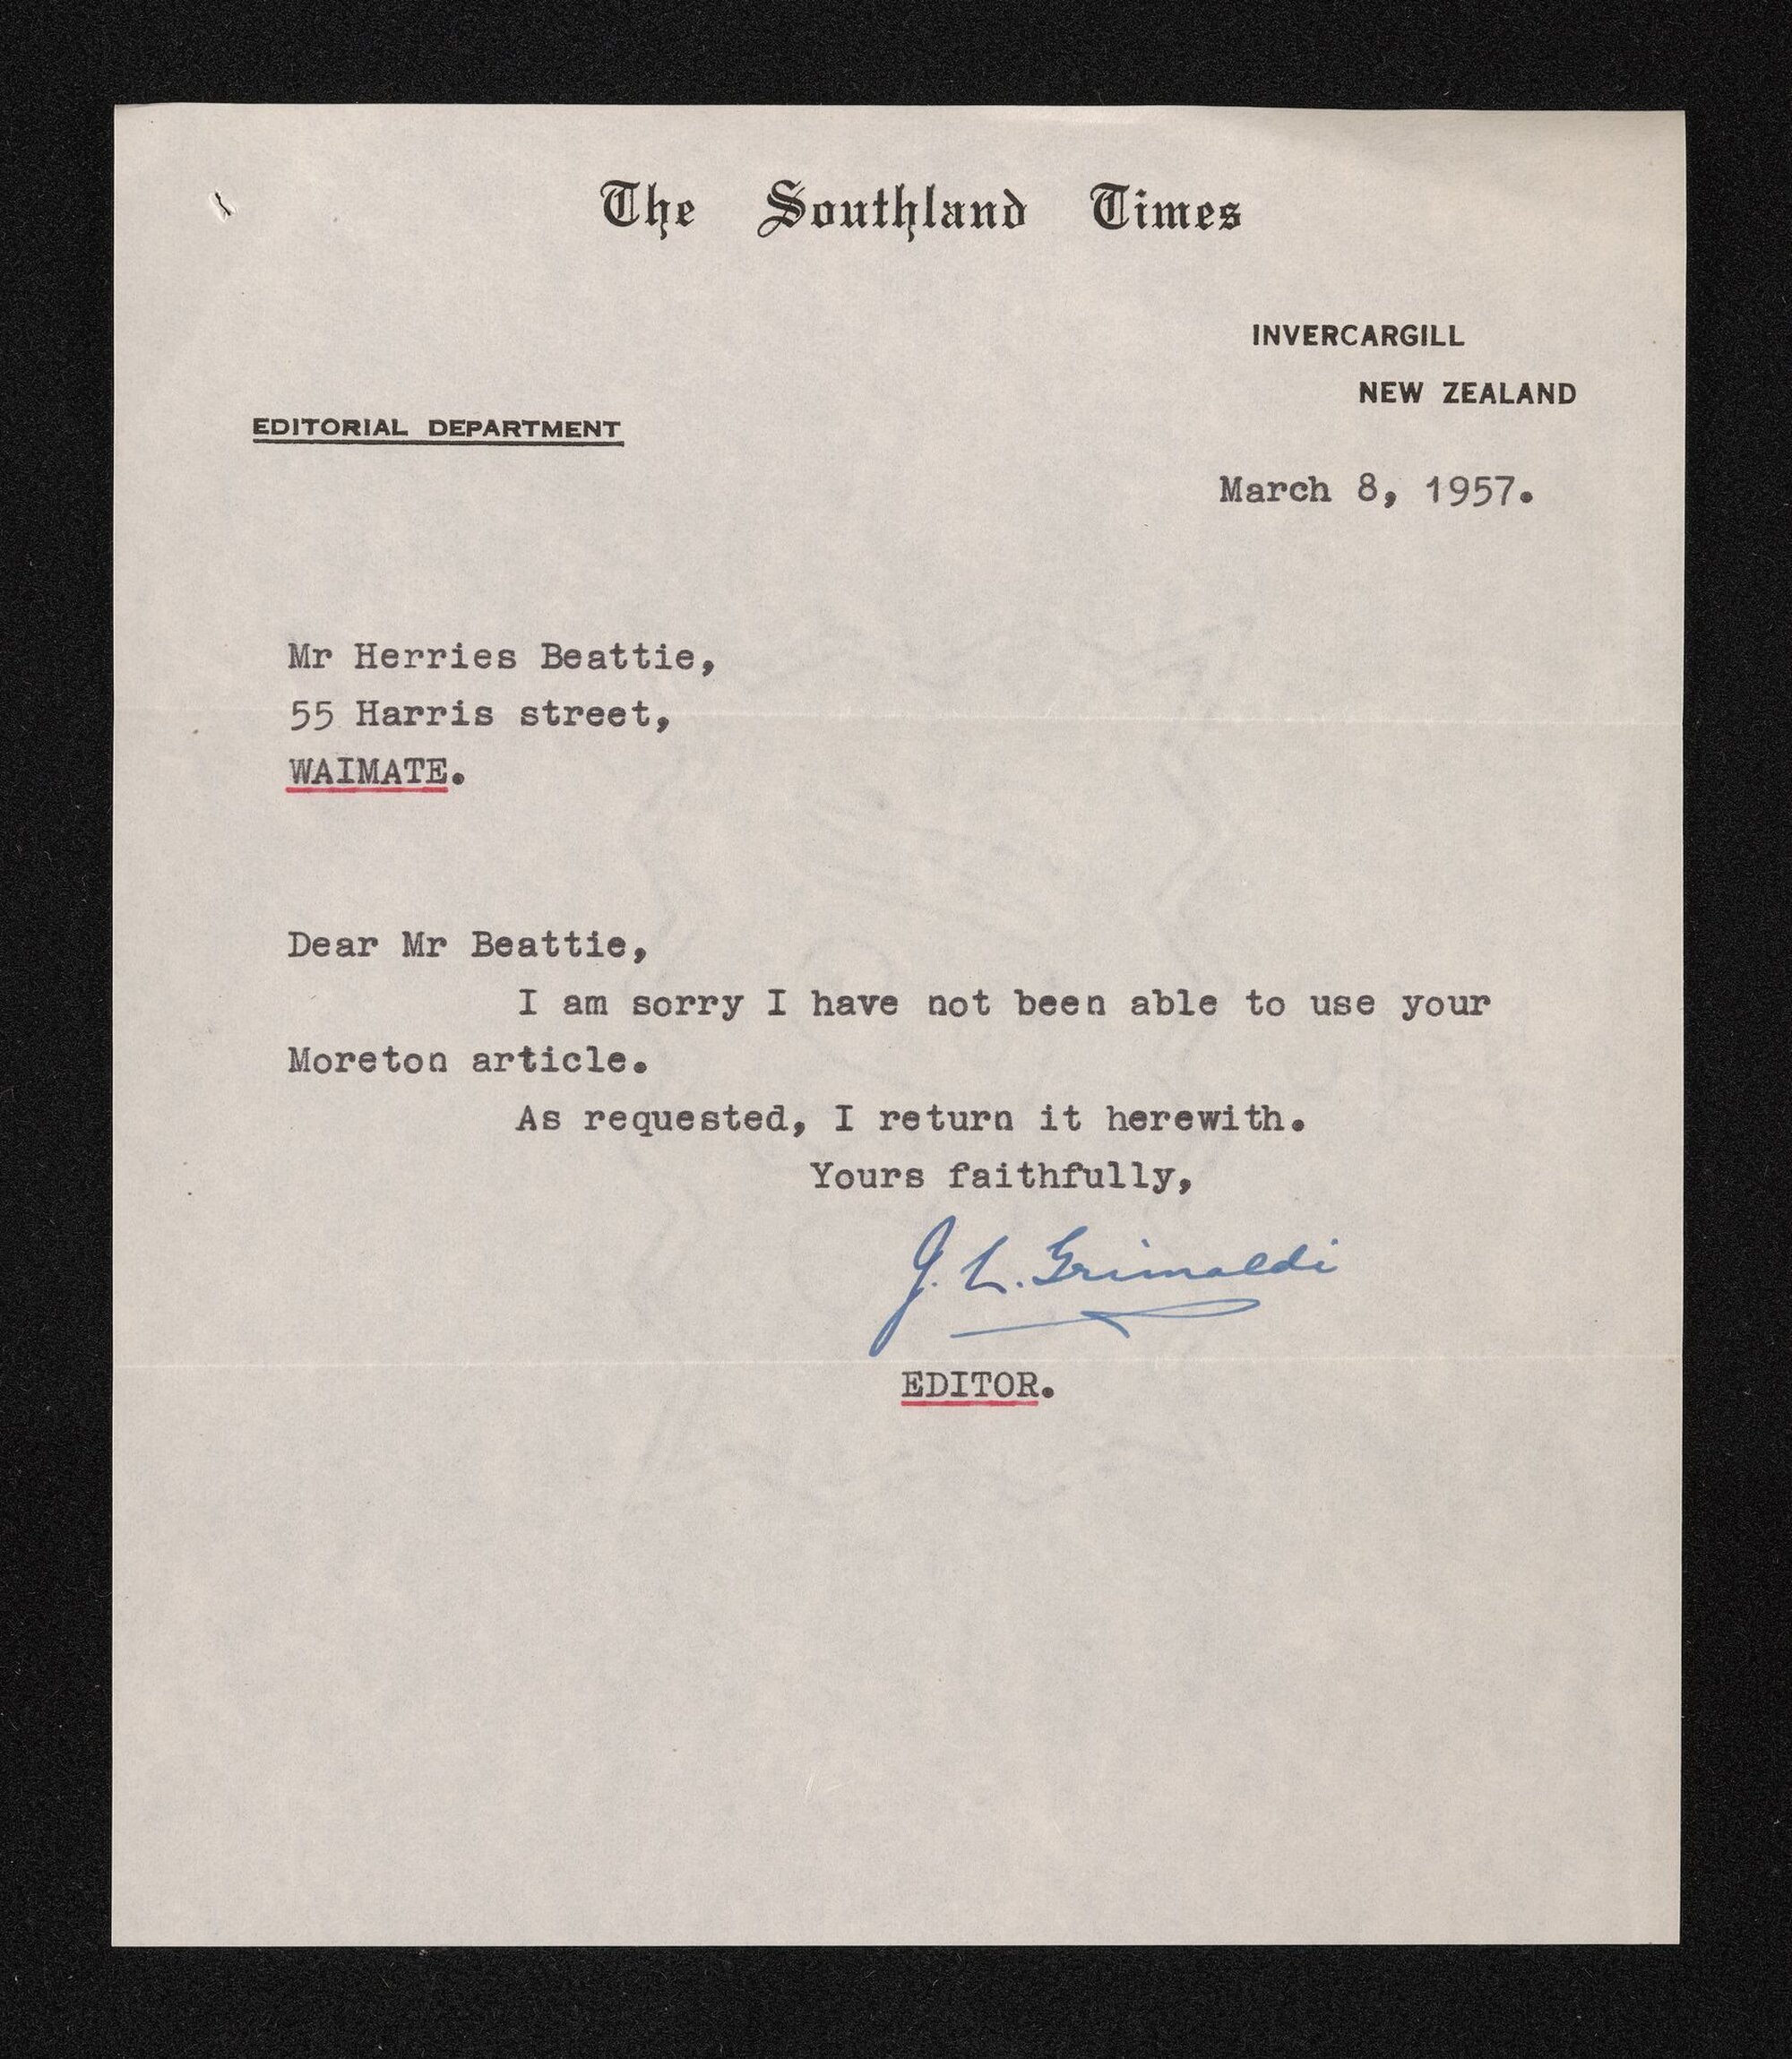 The Southland Times
INVERCARGILL
NEW ZEALAND
EDITORIAL DEPARTMENT
March 8, 1957.
Mr Herries Beattie,
55 Harris street,
WAIMATE.
Dear Mr Beattie,
I am sorry I have not been able to use your
Moreton article.
As requested, I return it herewith.
Yours faithfully,
J. L. Grimaldi
EDITOR.